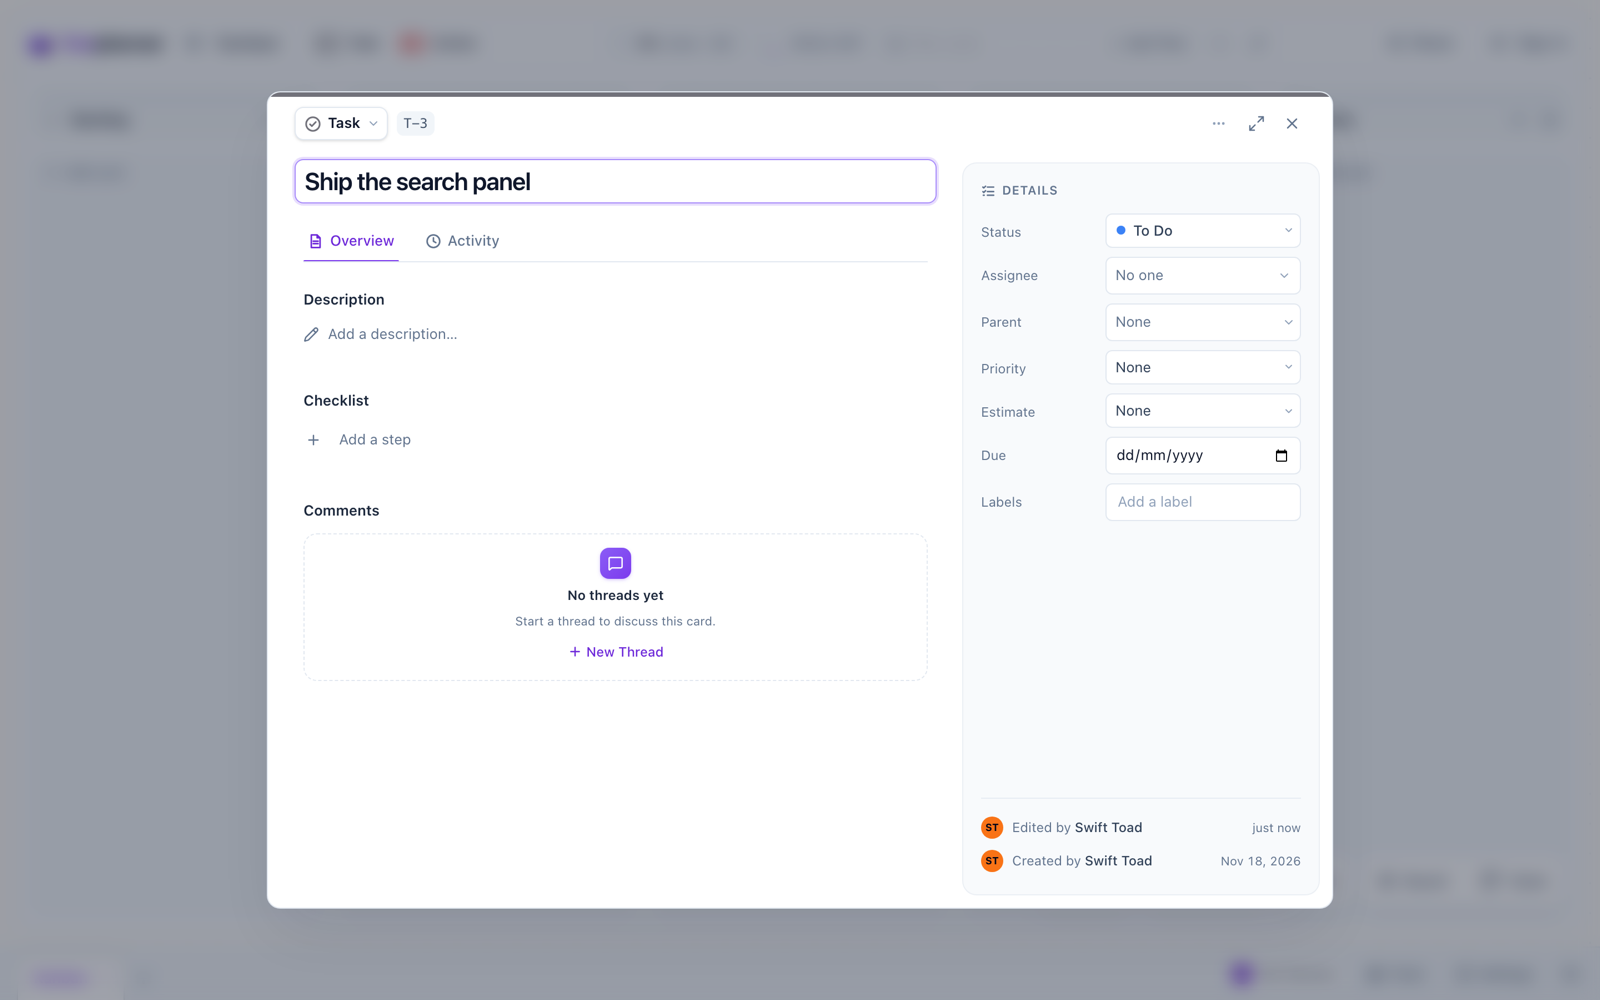 Task
T-3
Ship the search panel
Overview
Activity
Description
Add a description...
Checklist
Add a step
Comments
No threads yet
Start a thread to discuss this card.
New Thread
DETAILS
Status
To Do
Assignee
No one
Parent
None
Priority
None
Estimate
None
Due
dd/mm/yyyy
Labels
Add a label
ST Edited by Swift Toad just now
ST Created by Swift Toad Nov 18, 2026